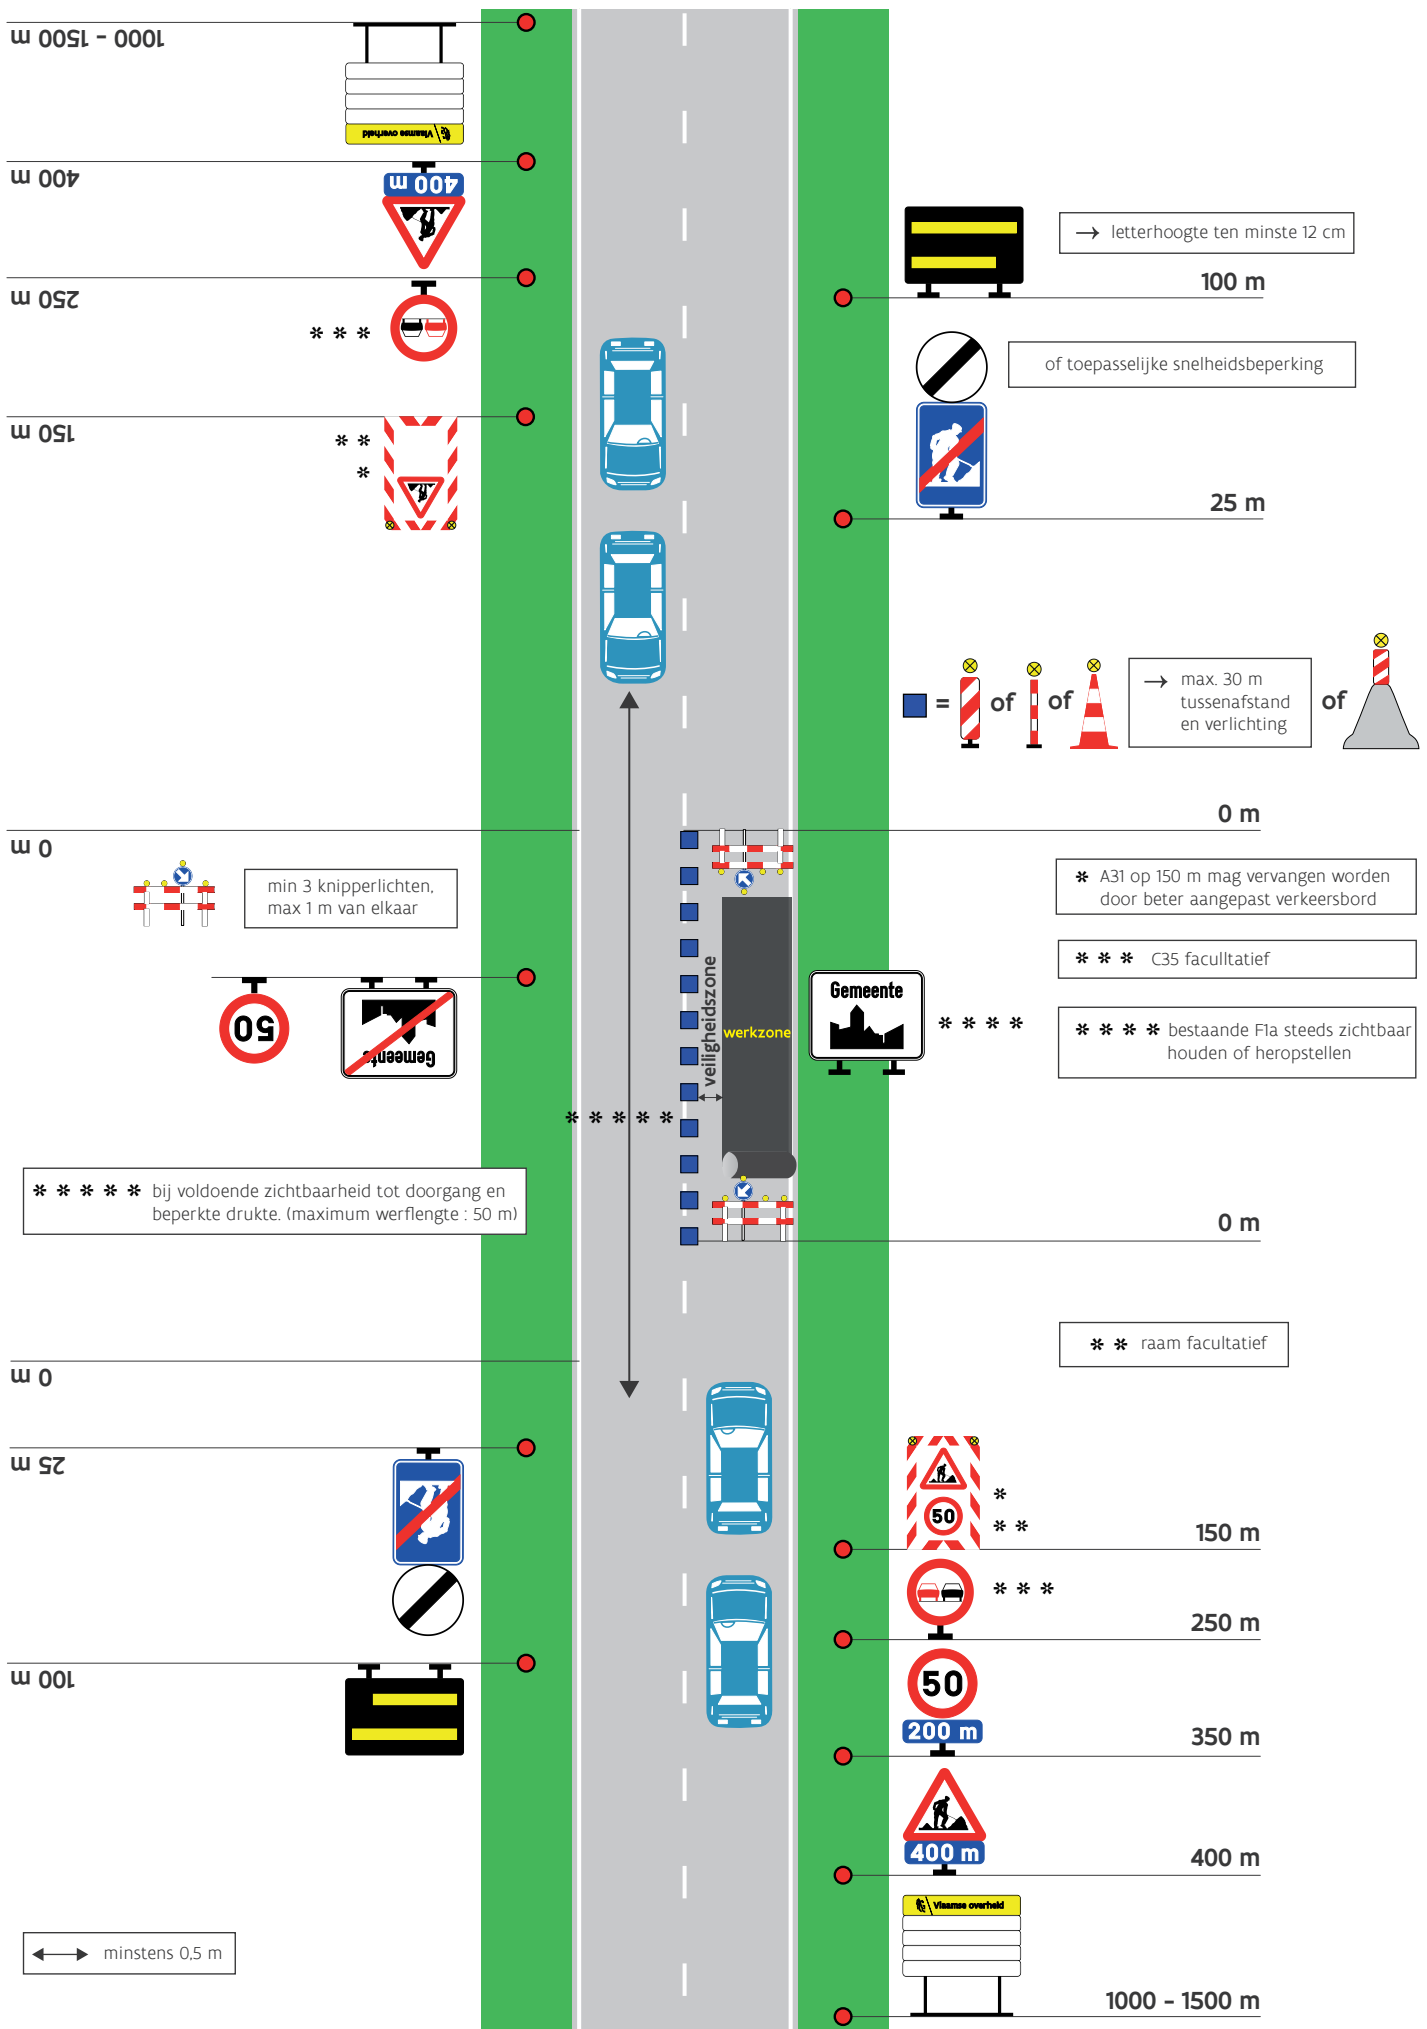 1000 - 1500 m
Vlaamse overheid
400 m
400 m
→ letterhoogte ten minste 12 cm
250 m
100 m
* * *
of toepasselijke snelheidsbeperking
150 m
* *
*
25 m
= of of
→ max. 30 m
tussenafstand
en verlichting
of
0 m
0 m
min 3 knipperlichten,
max 1 m van elkaar
* A31 op 150 m mag vervangen worden
door beter aangepast verkeersbord
* * * C35 faculltatief
50
Gemeente
veiligheidszone
werkzone
Gemeente
* * * *
* * * * bestaande F1a steeds zichtbaar
houden of heropstellen
* * * * *
* * * * * bij voldoende zichtbaarheid tot doorgang en
beperkte drukte. (maximum werflengte : 50 m)
0 m
* * raam facultatief
0 m
25 m
50
*
* *
150 m
* * *
250 m
100 m
50
200 m
350 m
400 m
400 m
Vlaamse overheid
minstens 0,5 m
1000 - 1500 m